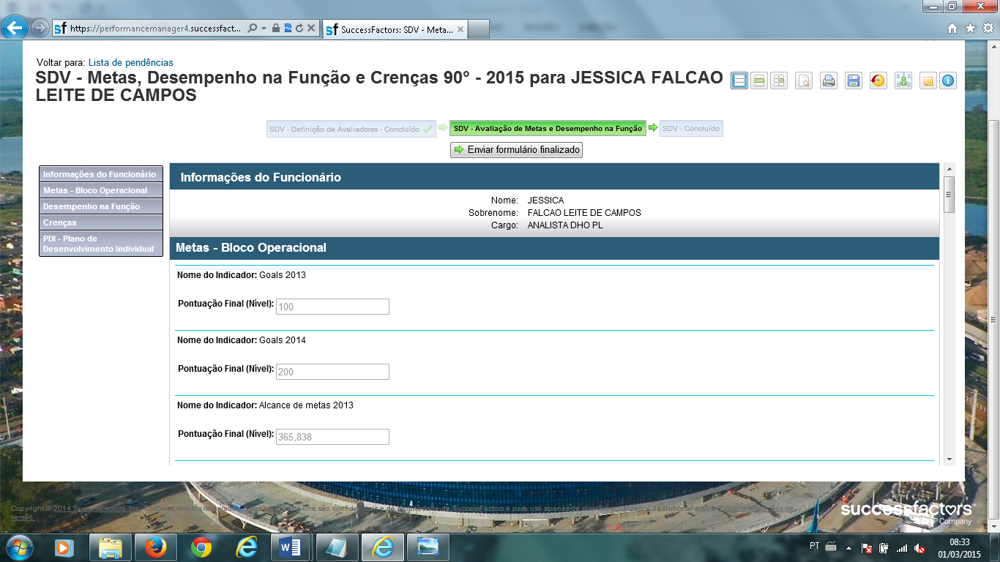 https://performancemanager4.successfact...
SuccessFactors: SDV - Meta...
Voltar para: Lista de pendências
SDV - Metas, Desempenho na Função e Crenças 90° - 2015 para JESSICA FALCAO
LEITE DE CAMPOS
SDV - Definição de Avaliadores - Concluído
SDV - Avaliação de Metas e Desempenho na Função
SDV - Concluído
Enviar formulário finalizado
Informações do Funcionário
Metas - Bloco Operacional
Desempenho na Função
Crenças
PDI - Plano de
Desenvolvimento Individual
Informações do Funcionário
Nome: JESSICA
Sobrenome: FALCAO LEITE DE CAMPOS
Cargo: ANALISTA DHO PL
Metas - Bloco Operacional
Nome do Indicador: Goals 2013
Pontuação Final (Nível): 100
Nome do Indicador: Goals 2014
Pontuação Final (Nível): 200
Nome do Indicador: Alcance de metas 2013
Pontuação Final (Nível): 365,838
Copyright © 2014 SuccessFactors, Inc. Todos os direitos são confidenciais e de propriedade da SuccessFactors e para uso apenas de clientes da SuccessFactors. Exibir informações de
versão.
successfactors
Company
PT
08:33
01/03/2015